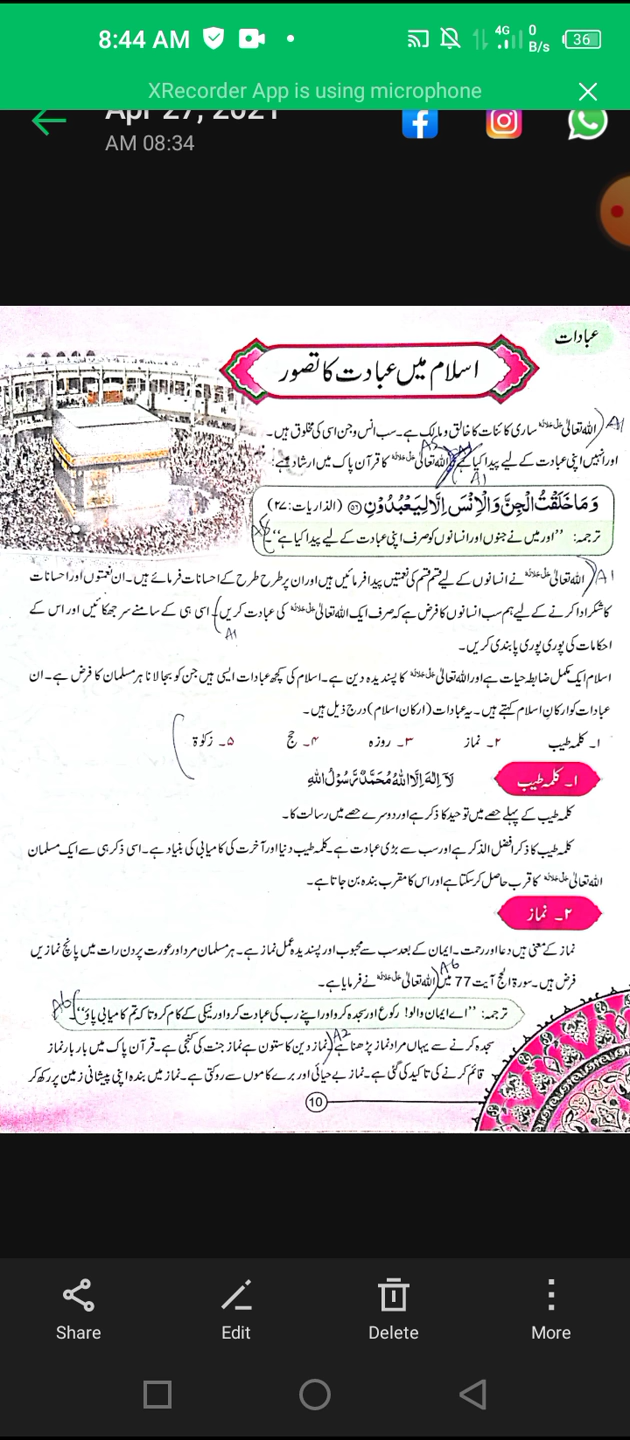 8:44 AM
4G 0 B/s 36
XRecorder App is using microphone
Apr 27, 2021
AM 08:34
عبادات
اسلام میں عبادت کا تصور
اللہ تعالیٰ جل جلالہ ساری کائنات کا خالق و مالک ہے۔ سب انس و جن اسی کی مخلوق ہیں۔ A1
اور انہیں اپنی عبادت کے لیے پیدا کیا ہے۔ اللہ تعالیٰ جل جلالہ کا قرآن پاک میں ارشاد ہے:
A1
وَمَا خَلَقْتُ الْجِنَّ وَالْاِنْسَ اِلَّا لِيَعْبُدُوْنِ ۝۵۶ (الذاریات: ۲۷)
ترجمہ: ’’اور میں نے جنوں اور انسانوں کو صرف اپنی عبادت کے لیے پیدا کیا ہے‘‘
اللہ تعالیٰ جل جلالہ نے انسانوں کے لیے قسم قسم کی نعمتیں پیدا فرمائیں ہیں اور ان پر طرح طرح کے احسانات فرمائے ہیں۔ ان نعمتوں اور احسانات A1
کا شکر ادا کرنے کے لیے ہم سب انسانوں کا فرض ہے کہ صرف ایک اللہ تعالیٰ جل جلالہ کی عبادت کریں۔ اسی ہی کے سامنے سر جھکائیں اور اس کے
A1
احکامات کی پوری پوری پابندی کریں۔
اسلام ایک مکمل ضابطہ حیات ہے اور اللہ تعالیٰ جل جلالہ کا پسندیدہ دین ہے۔ اسلام کی کچھ عبادات ایسی ہیں جن کو بجا لانا ہر مسلمان کا فرض ہے۔ ان
عبادات کو ارکانِ اسلام کہتے ہیں۔ یہ عبادات (ارکان اسلام) درج ذیل ہیں۔
۱۔ کلمہ طیب ۲۔ نماز ۳۔ روزہ ۴۔ حج ۵۔ زکوٰۃ
۱۔ کلمہ طیب لَآ اِلٰهَ اِلَّا اللهُ مُحَمَّدٌ رَّسُوْلُ اللهِ
کلمہ طیب کے پہلے حصے میں توحید کا ذکر ہے اور دوسرے حصے میں رسالت کا۔
کلمہ طیب کا ذکر افضل الذکر ہے اور سب سے بڑی عبادت ہے۔ کلمہ طیب دنیا اور آخرت کی کامیابی کی بنیاد ہے۔ اسی ذکر ہی سے ایک مسلمان
اللہ تعالیٰ جل جلالہ کا قرب حاصل کر سکتا ہے اور اس کا مقرب بندہ بن جاتا ہے۔
۲۔ نماز
نماز کے معنی ہیں دعا اور رحمت۔ ایمان کے بعد سب سے محبوب اور پسندیدہ عمل نماز ہے۔ ہر مسلمان مرد اور عورت پر دن رات میں پانچ نمازیں
فرض ہیں۔ سورۃ الحج آیت 77 میں اللہ تعالیٰ جل جلالہ نے فرمایا ہے۔ A6
ترجمہ: ’’اے ایمان والو! رکوع اور سجدہ کرو اور اپنے رب کی عبادت کرو اور نیکی کے کام کرو تا کہ تم کامیابی پاؤ‘‘ A6
سجدہ کرنے سے یہاں مراد نماز پڑھنا ہے۔ A2 نماز دین کا ستون ہے نماز جنت کی کنجی ہے۔ قرآن پاک میں بار بار نماز
قائم کرنے کی تاکید کی گئی ہے۔ نماز بے حیائی اور برے کاموں سے روکتی ہے۔ نماز میں بندہ اپنی پیشانی زمین پر رکھ کر
10
Share Edit Delete More